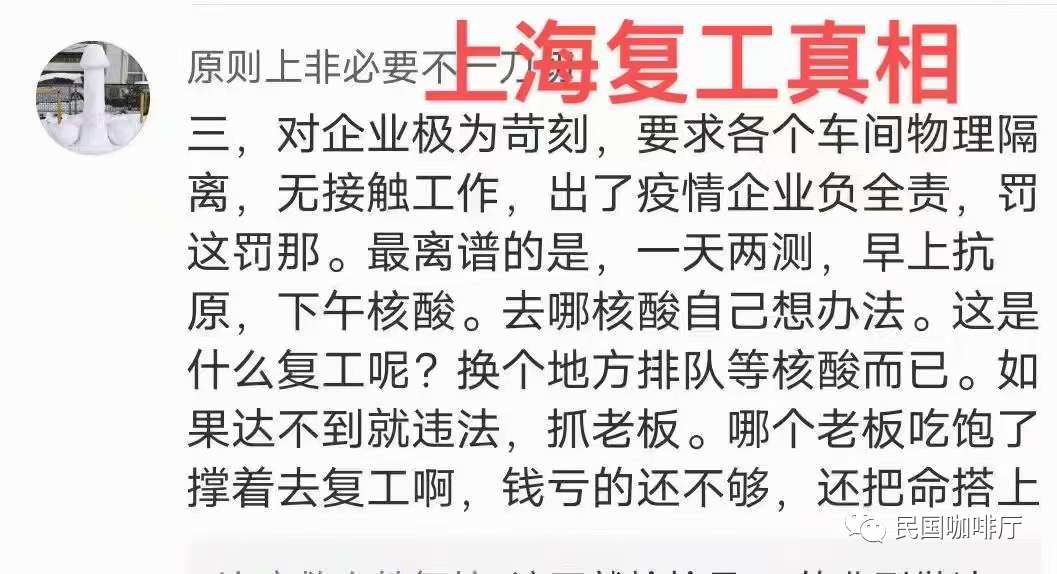 上海复工真相
原则上非必要不一刀
三，对企业极为苛刻，要求各个车间物理隔
离，无接触工作，出了疫情企业负全责，罚
这罚那。最离谱的是，一天两测，早上抗
原，下午核酸。去哪核酸自己想办法。这是
什么复工呢？换个地方排队等核酸而已。如
果达不到就违法，抓老板。哪个老板吃饱了
撑着去复工啊，钱亏的还不够，还把命搭上
民国咖啡厅